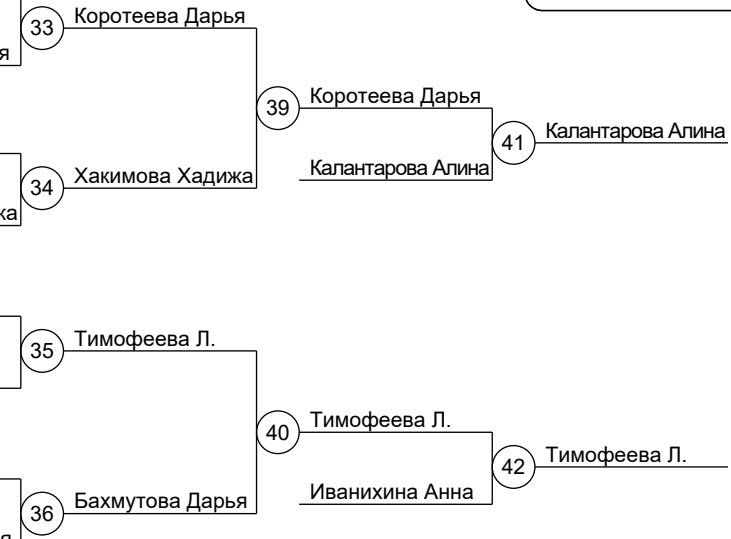 33 Коротеева Дарья
я
39 Коротеева Дарья
41 Калантарова Алина
Калантарова Алина
34 Хакимова Хадижа
ка
35 Тимофеева Л.
40 Тимофеева Л.
42 Тимофеева Л.
Иванихина Анна
36 Бахмутова Дарья